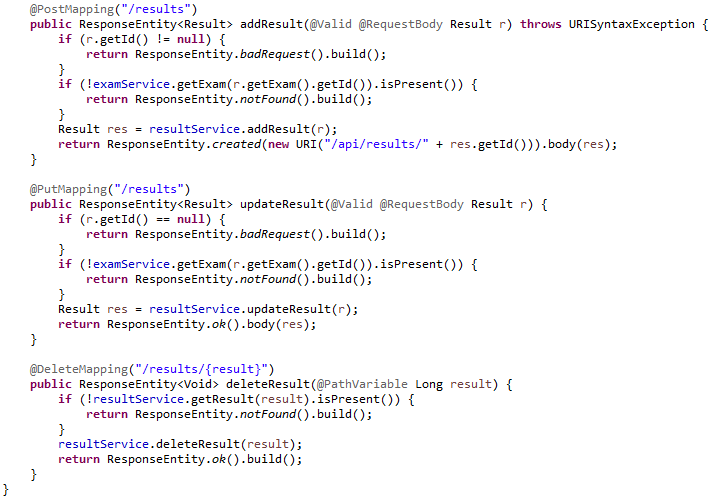 @PostMapping("/results")
public ResponseEntity<Result> addResult(@Valid @RequestBody Result r) throws URISyntaxException {
if (r.getId() != null) {
return ResponseEntity.badRequest().build();
}
if (!examService.getExam(r.getExam().getId()).isPresent()) {
return ResponseEntity.notFound().build();
}
Result res = resultService.addResult(r);
return ResponseEntity.created(new URI("/api/results/" + res.getId())).body(res);
}
@PutMapping("/results")
public ResponseEntity<Result> updateResult(@Valid @RequestBody Result r) {
if (r.getId() == null) {
return ResponseEntity.badRequest().build();
}
if (!examService.getExam(r.getExam().getId()).isPresent()) {
return ResponseEntity.notFound().build();
}
Result res = resultService.updateResult(r);
return ResponseEntity.ok().body(res);
}
@DeleteMapping("/results/{result}")
public ResponseEntity<Void> deleteResult(@PathVariable Long result) {
if (!resultService.getResult(result).isPresent()) {
return ResponseEntity.notFound().build();
}
resultService.deleteResult(result);
return ResponseEntity.ok().build();
}
}